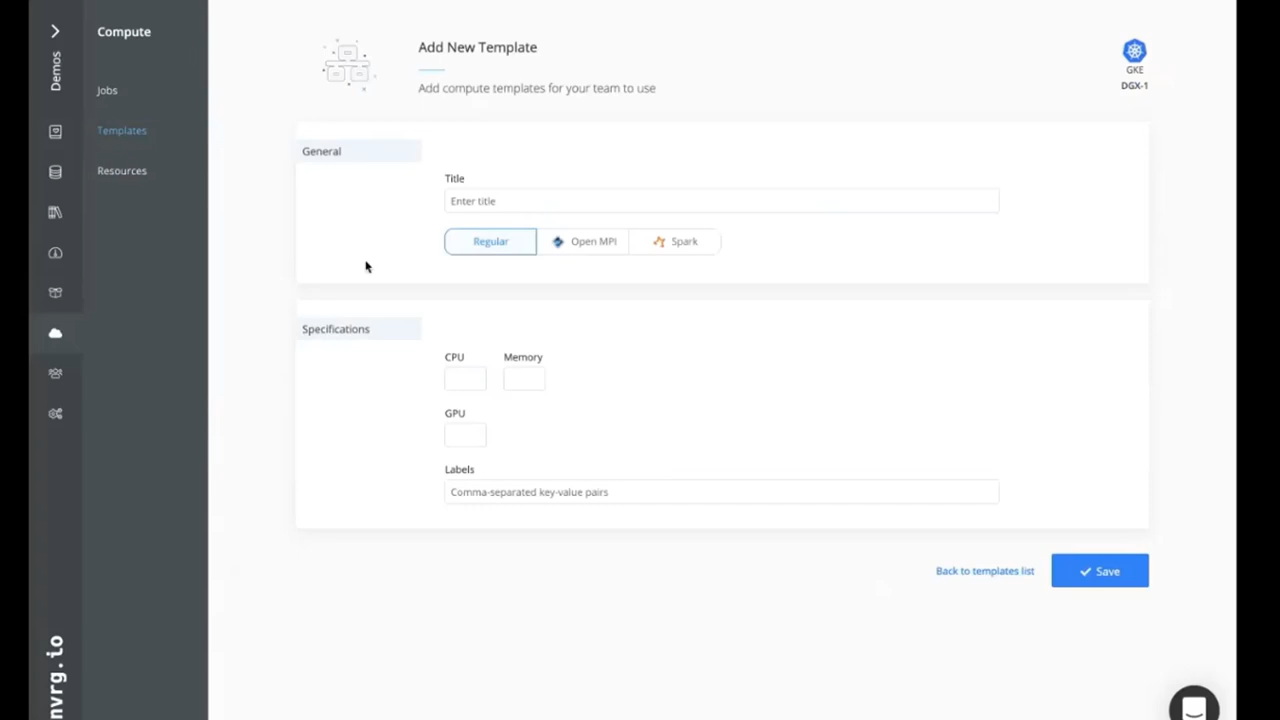 Demos
nvrg.io
Compute
Jobs
Templates
Resources
Add New Template
Add compute templates for your team to use
GKE
DGX-1
General
Title
Enter title
Regular
Open MPI
Spark
Specifications
CPU
Memory
GPU
Labels
Comma-separated key-value pairs
Back to templates list
Save